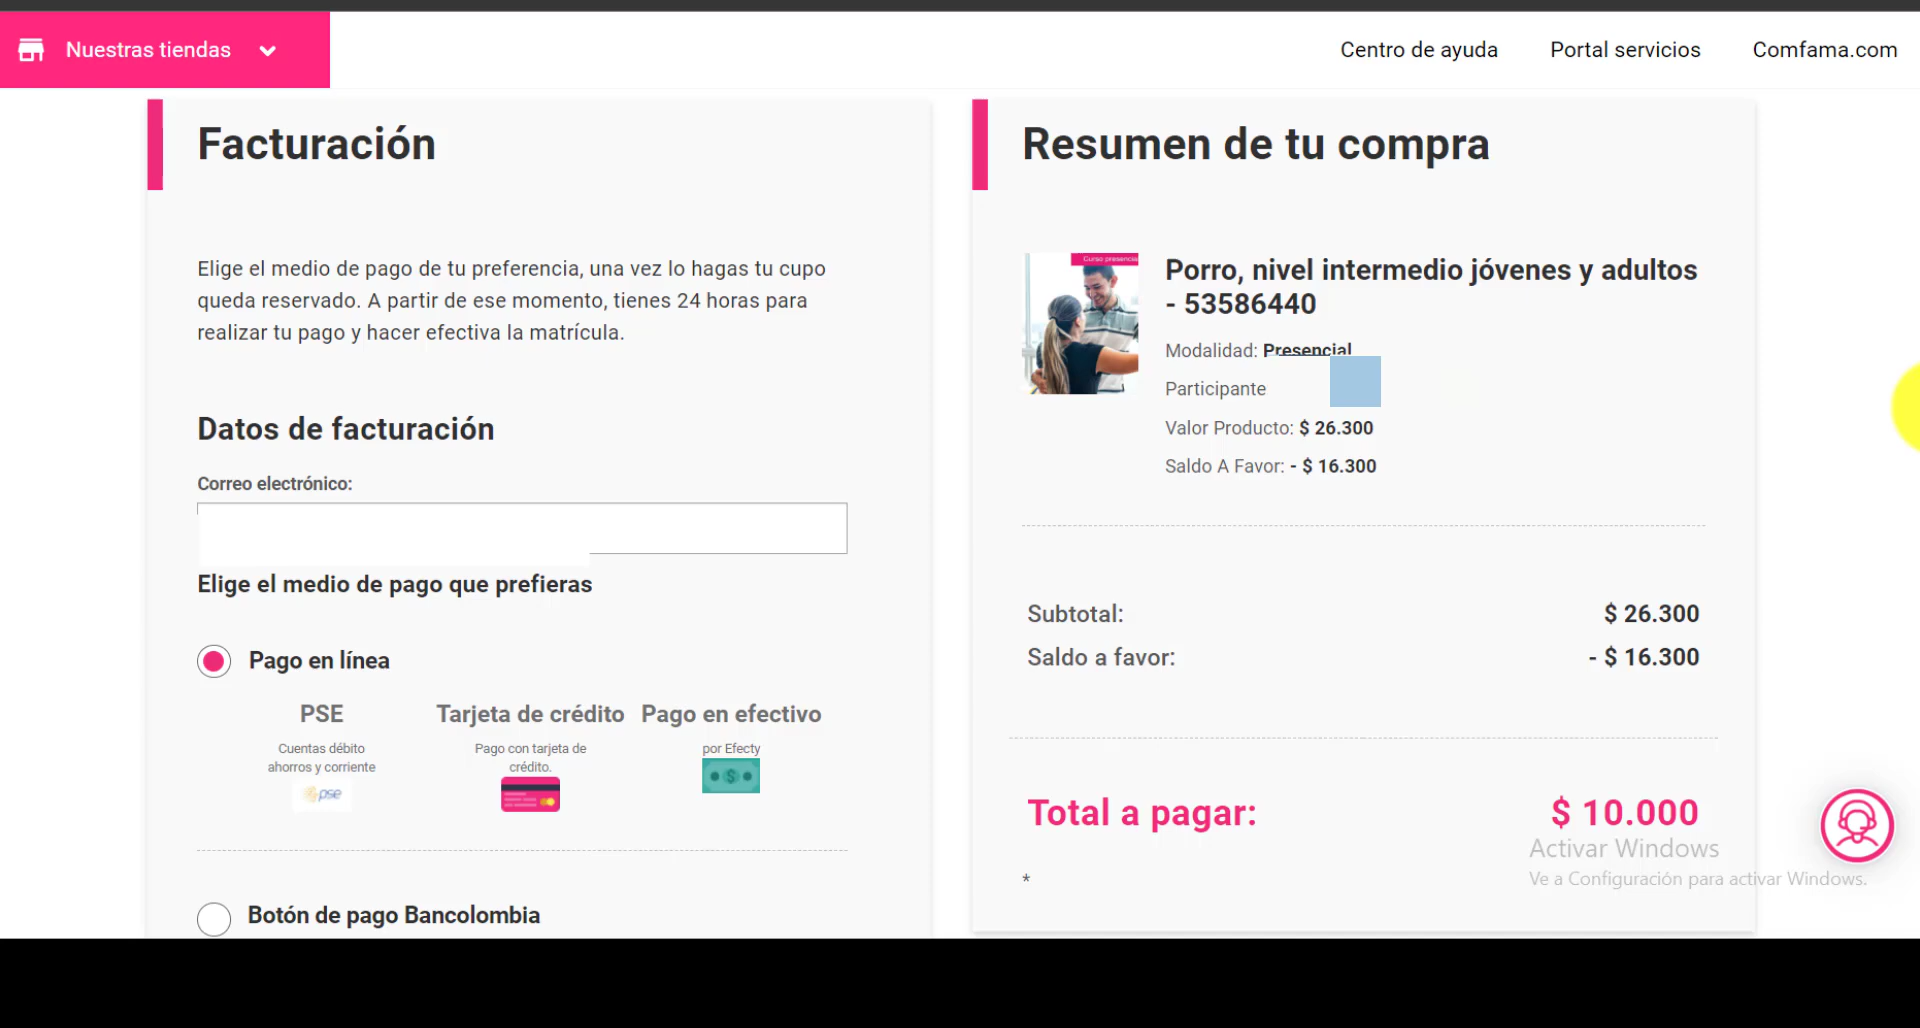 Nuestras tiendas
Centro de ayuda
Portal servicios
Comfama.com
Facturación
Elige el medio de pago de tu preferencia, una vez lo hagas tu cupo
queda reservado. A partir de ese momento, tienes 24 horas para
realizar tu pago y hacer efectiva la matrícula.
Datos de facturación
Correo electrónico:
Elige el medio de pago que prefieras
Pago en línea
PSE
Cuentas débito
ahorros y corriente
pse
Tarjeta de crédito
Pago con tarjeta de
crédito.
Pago en efectivo
por Efecty
$
Botón de pago Bancolombia
Resumen de tu compra
Curso presencia
Porro, nivel intermedio jóvenes y adultos
- 53586440
Modalidad: Presencial
Participante
Valor Producto: $ 26.300
Saldo A Favor: - $ 16.300
Subtotal: $ 26.300
Saldo a favor: - $ 16.300
Total a pagar: $ 10.000
*
Activar Windows
Ve a Configuración para activar Windows.